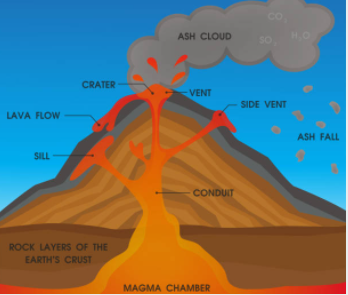 CO₂
ASH CLOUD
SO₂
H₂O
CRATER
VENT
SIDE VENT
LAVA FLOW
ASH FALL
SILL
CONDUIT
ROCK LAYERS OF THE
EARTH'S CRUST
MAGMA CHAMBER